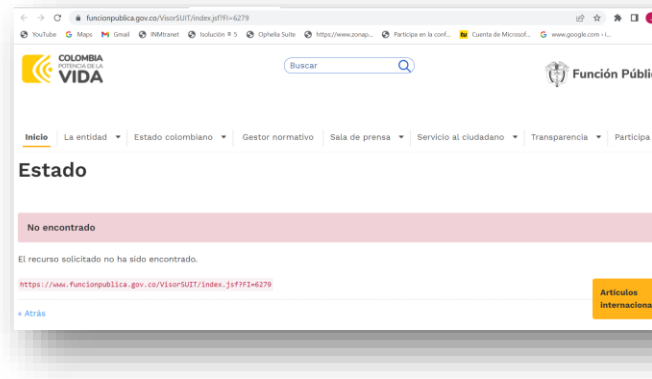 funcionpublica.gov.co/VisorSUIT/index.jsf?FI=6279
YouTube Maps Gmail INMtranet Isolución ® 5 Ophelia Suite https://www.zonap... Participa en la conf... Cuenta de Microsof... www.google.com › i...
COLOMBIA
POTENCIA DE LA
VIDA
Buscar
Función Públi
Inicio La entidad Estado colombiano Gestor normativo Sala de prensa Servicio al ciudadano Transparencia Participa
Estado
No encontrado
El recurso solicitado no ha sido encontrado.
https://www.funcionpublica.gov.co/VisorSUIT/index.jsf?FI=6279
Artículos
internaciona
« Atrás